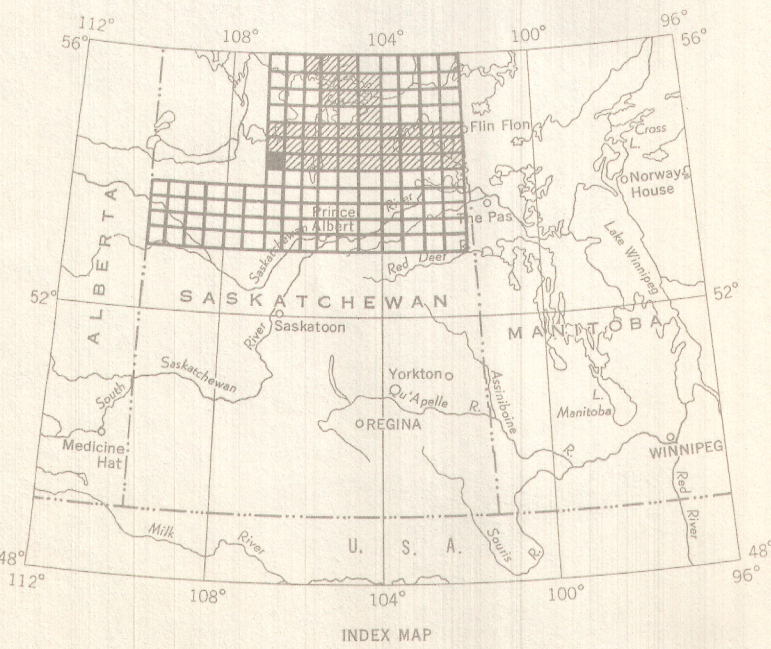 112°
108°
104°
100°
96°
56°
56°
Flin Flon
Cross
L.
Norway
House
Prince
Albert
River
The Pas
Saskatchewan
Red Deer
Lake Winnipeg
ALBERTA
52°
52°
SASKATCHEWAN
MANITOBA
River
Saskatoon
South
Saskatchewan
Yorkton
Qu'Appelle R.
Assiniboine
R.
L.
Manitoba
REGINA
Medicine
Hat
WINNIPEG
Red
River
Milk River
Souris
R.
U. S. A.
48°
48°
112°
108°
104°
100°
96°
INDEX MAP